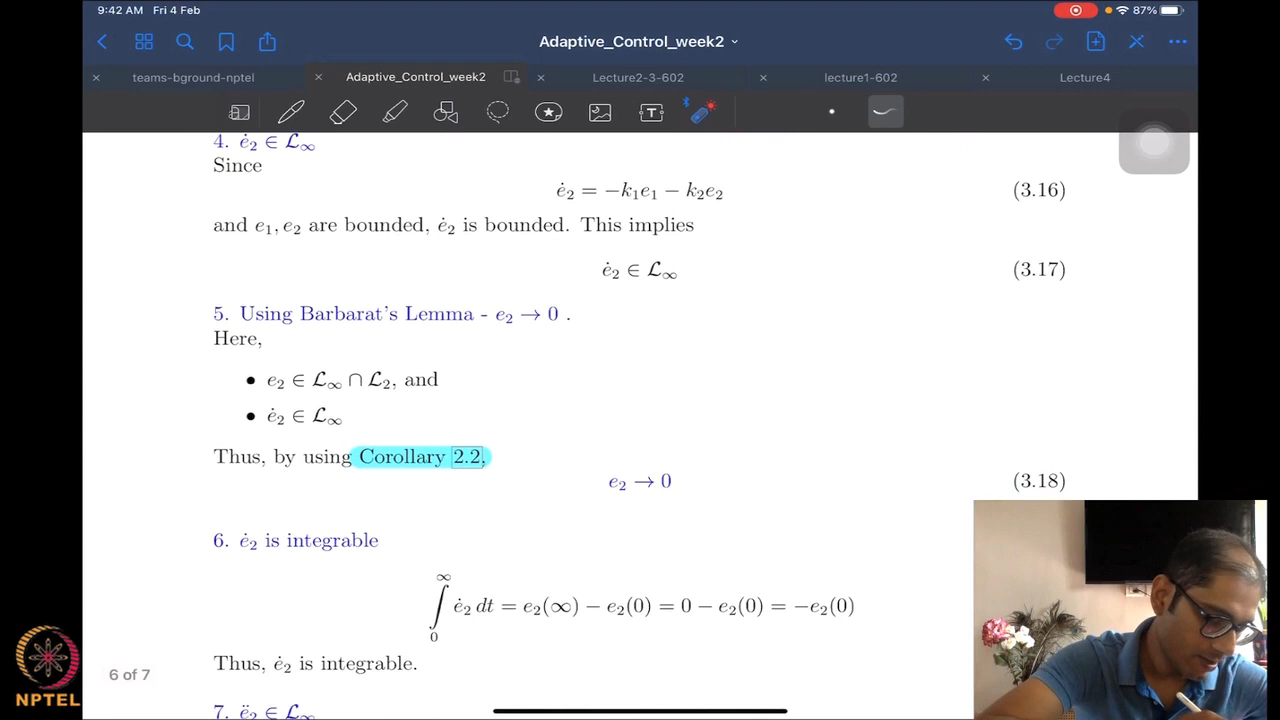 9:42 AM Fri 4 Feb
87%
Adaptive_Control_week2
teams-bground-nptel
Adaptive_Control_week2
Lecture2-3-602
lecture1-602
Lecture4
4. ė₂ ∈ ℒ∞
Since
ė₂ = −k₁e₁ − k₂e₂ (3.16)
and e₁, e₂ are bounded, ė₂ is bounded. This implies
ė₂ ∈ ℒ∞ (3.17)
5. Using Barbarat's Lemma - e₂ → 0 .
Here,
• e₂ ∈ ℒ∞ ∩ ℒ₂, and
• ė₂ ∈ ℒ∞
Thus, by using Corollary 2.2,
e₂ → 0 (3.18)
6. ė₂ is integrable
∫₀^∞ ė₂ dt = e₂(∞) − e₂(0) = 0 − e₂(0) = −e₂(0)
Thus, ė₂ is integrable.
6 of 7
7. ë₂ ∈ ℒ∞
NPTEL